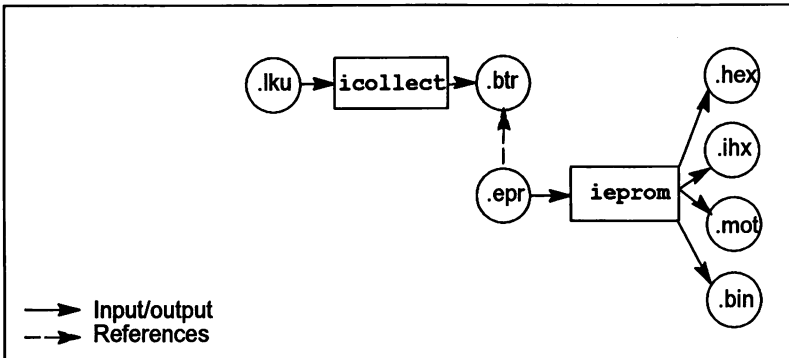 .lku
icollect
.btr
.hex
.ihx
.epr
ieprom
.mot
.bin
Input/output
References